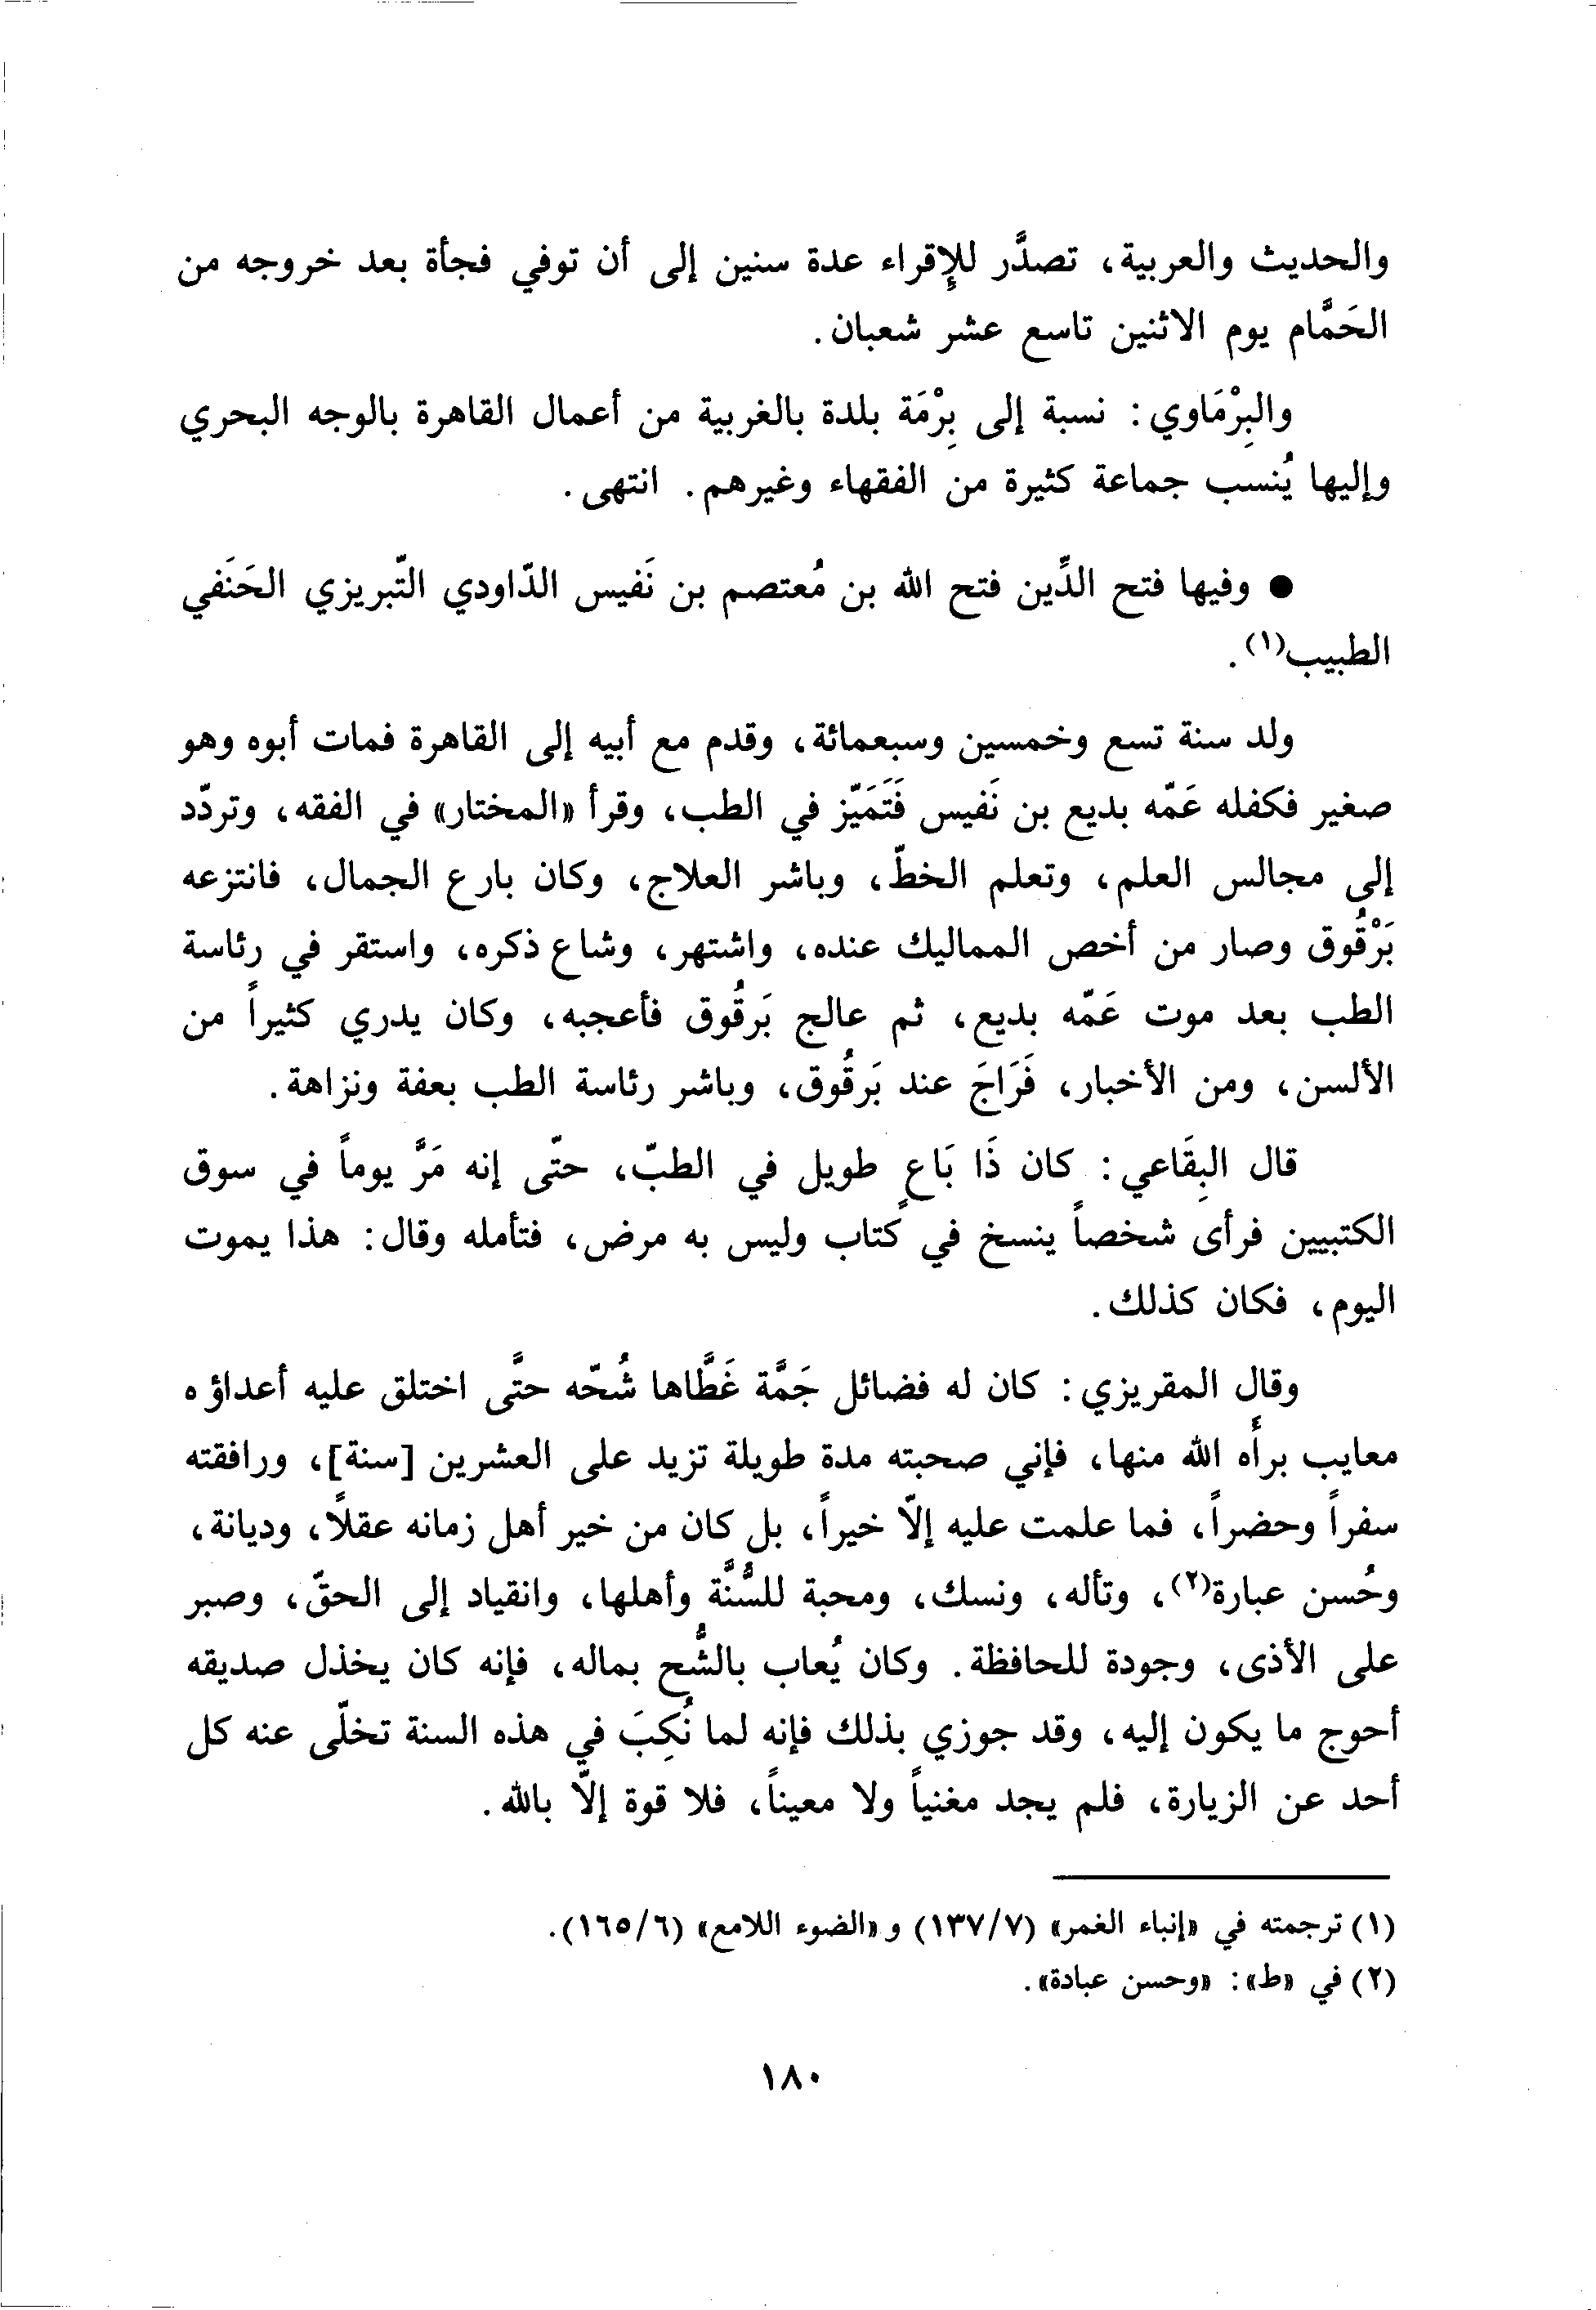 والحديث والعربية، تصدَّر للإِقراء عدة سنين إلى أن توفي فجأة بعد خروجه من
الحَمَّام يوم الاثنين تاسع عشر شعبان.
والبِرْمَاوي: نسبة إلى بِرْمَة بلدة بالغربية من أعمال القاهرة بالوجه البحري
وإليها يُنسب جماعة كثيرة من الفقهاء وغيرهم. انتهى.
● وفيها فتح الدِّين فتح الله بن مُعتصم بن نَفيس الدّاودي التّبريزي الحَنَفي
الطبيب(١).
ولد سنة تسع وخمسين وسبعمائة، وقدم مع أبيه إلى القاهرة فمات أبوه وهو
صغير فكفله عَمّه بديع بن نَفيس فَتَمَيّز في الطب، وقرأ «المختار» في الفقه، وتردّد
إلى مجالس العلم، وتعلم الخطّ، وباشر العلاج، وكان بارع الجمال، فانتزعه
بَرْقُوق وصار من أخص المماليك عنده، واشتهر، وشاع ذكره، واستقر في رئاسة
الطب بعد موت عَمّه بديع، ثم عالج بَرقُوق فأعجبه، وكان يدري كثيراً من
الألسن، ومن الأخبار، فَرَاجَ عند بَرقُوق، وباشر رئاسة الطب بعفة ونزاهة.
قال البِقَاعي: كان ذَا بَاعٍ طويل في الطبّ، حتّى إنه مَرَّ يوماً في سوق
الكتبيين فرأى شخصاً ينسخ في كتاب وليس به مرض، فتأمله وقال: هذا يموت
اليوم، فكان كذلك.
وقال المقريزي: كان له فضائل جَمَّة غَطَّاها شُحّه حتَّى اختلق عليه أعداؤه
معايب برأه الله منها، فإني صحبته مدة طويلة تزيد على العشرين [سنة]، ورافقته
سفراً وحضراً، فما علمت عليه إلّا خيراً، بل كان من خير أهل زمانه عقلاً، وديانة،
وحُسن عبارة(٢)، وتأله، ونسك، ومحبة للسُّنَّة وأهلها، وانقياد إلى الحقّ، وصبر
على الأذى، وجودة للحافظة. وكان يُعاب بالشُّح بماله، فإنه كان يخذل صديقه
أحوج ما يكون إليه، وقد جوزي بذلك فإنه لما نُكِبَ في هذه السنة تخلّى عنه كل
أحد عن الزيارة، فلم يجد مغنياً ولا معيناً، فلا قوة إلّا بالله.
(١) ترجمته في «إنباء الغمر» (١٣٧/٧) و«الضوء اللامع» (١٦٥/٦).
(٢) في «ط»: «وحسن عبادة».
١٨٠